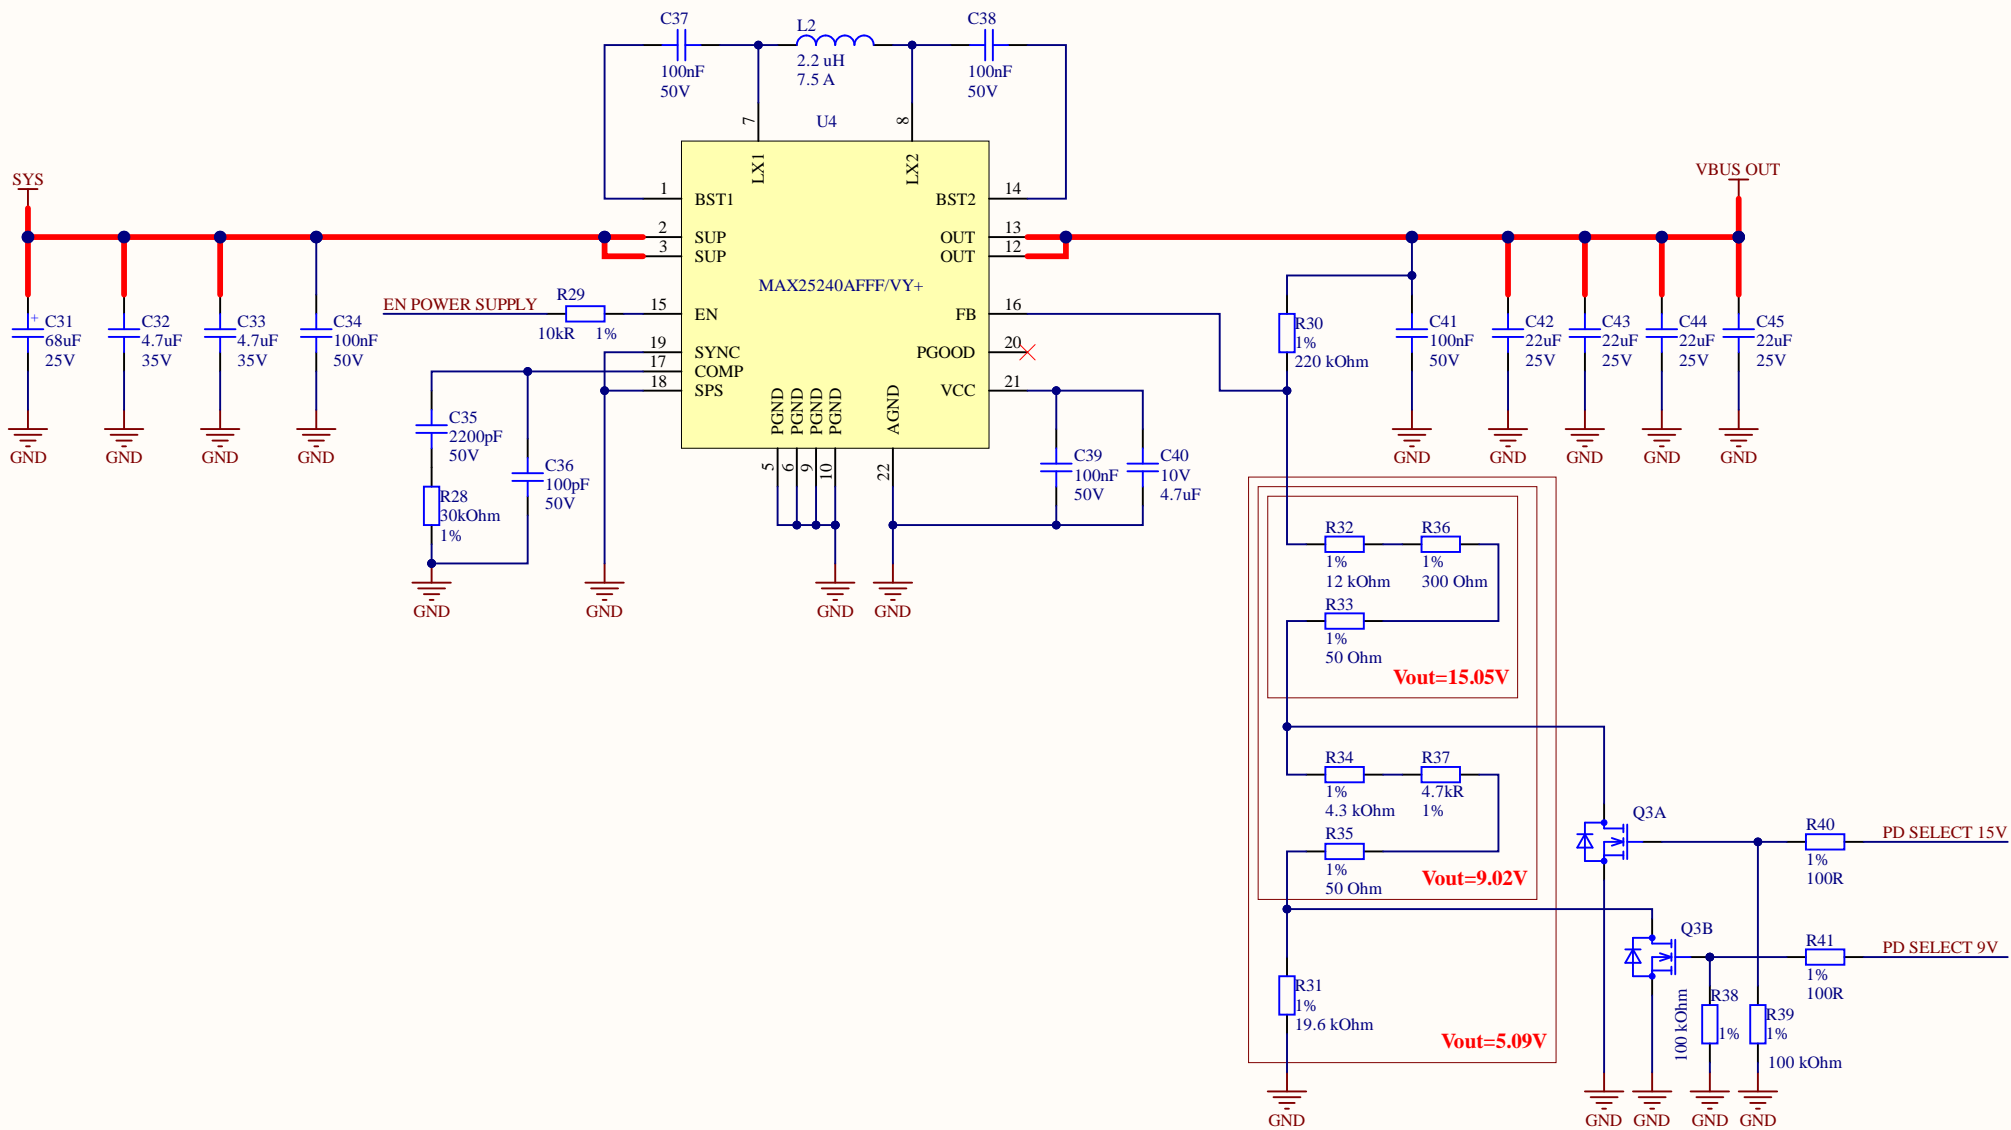 C37
100nF
50V
L2
2.2 uH
7.5 A
C38
100nF
50V
U4
7
8
LX1
LX2
SYS
VBUS OUT
1
BST1
BST2
14
2
SUP
OUT
13
3
SUP
OUT
12
MAX25240AFFF/VY+
EN POWER SUPPLY
R29
10kR
1%
15
EN
FB
16
19
SYNC
PGOOD
20
17
COMP
18
SPS
VCC
21
PGND
PGND
PGND
PGND
AGND
5
6
9
10
22
C31
+
68uF
25V
GND
C32
4.7uF
35V
GND
C33
4.7uF
35V
GND
C34
100nF
50V
GND
C35
2200pF
50V
R28
30kOhm
1%
C36
100pF
50V
GND
GND
GND
GND
C39
100nF
50V
C40
10V
4.7uF
R30
1%
220 kOhm
C41
100nF
50V
GND
C42
22uF
25V
GND
C43
22uF
25V
GND
C44
22uF
25V
GND
C45
22uF
25V
GND
R32
1%
12 kOhm
R36
1%
300 Ohm
R33
1%
50 Ohm
Vout=15.05V
R34
1%
4.3 kOhm
R37
4.7kR
1%
R35
1%
50 Ohm
Vout=9.02V
R31
1%
19.6 kOhm
Vout=5.09V
GND
Q3A
R40
1%
100R
PD SELECT 15V
Q3B
R41
1%
100R
PD SELECT 9V
R38
1%
100 kOhm
R39
1%
100 kOhm
GND
GND
GND
GND